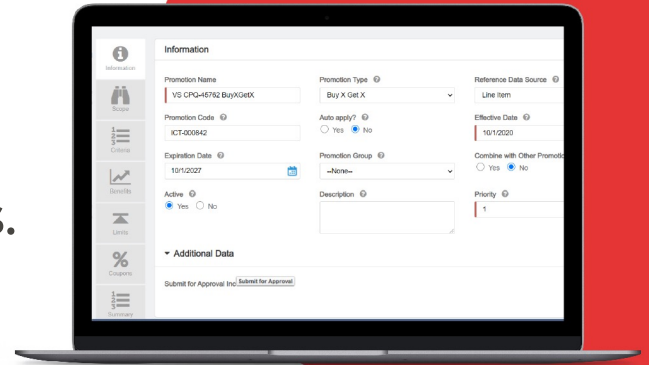 s.
Information
Information
Promotion Name
Promotion Type
Reference Data Source
VS CPQ-45762 BuyXGetX
Buy X Get X
Line Item
Scope
Promotion Code
Auto apply?
Effective Date
ICT-000842
Yes No
10/1/2020
Criteria
Expiration Date
Promotion Group
Combine with Other Promotio
10/1/2027
--None--
Yes No
Benefits
Active
Description
Priority
Yes No
1
Limits
Additional Data
Coupons
Submit for Approval Inc Submit for Approval
Summary